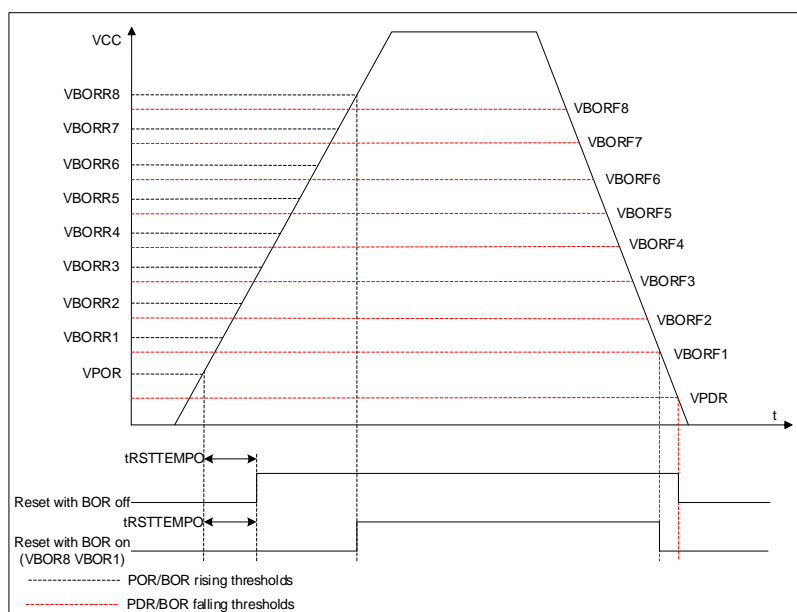 VCC
VBORR8
VBORF8
VBORR7
VBORF7
VBORR6
VBORF6
VBORR5
VBORF5
VBORR4
VBORF4
VBORR3
VBORF3
VBORR2
VBORF2
VBORR1
VBORF1
VPOR
VPDR
t
tRSTTEMPO
Reset with BOR off
tRSTTEMPO
Reset with BOR on
(VBOR8 VBOR1)
POR/BOR rising thresholds
PDR/BOR falling thresholds